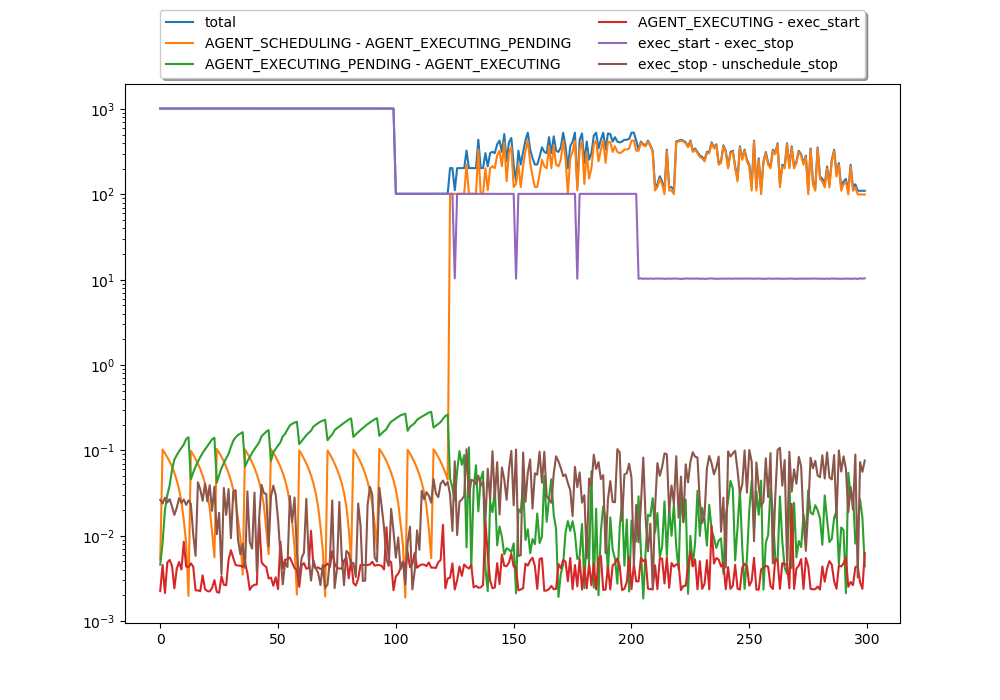 total
AGENT_SCHEDULING - AGENT_EXECUTING_PENDING
AGENT_EXECUTING_PENDING - AGENT_EXECUTING
AGENT_EXECUTING - exec_start
exec_start - exec_stop
exec_stop - unschedule_stop
10³
10²
10¹
10⁰
10⁻¹
10⁻²
10⁻³
0 50 100 150 200 250 300